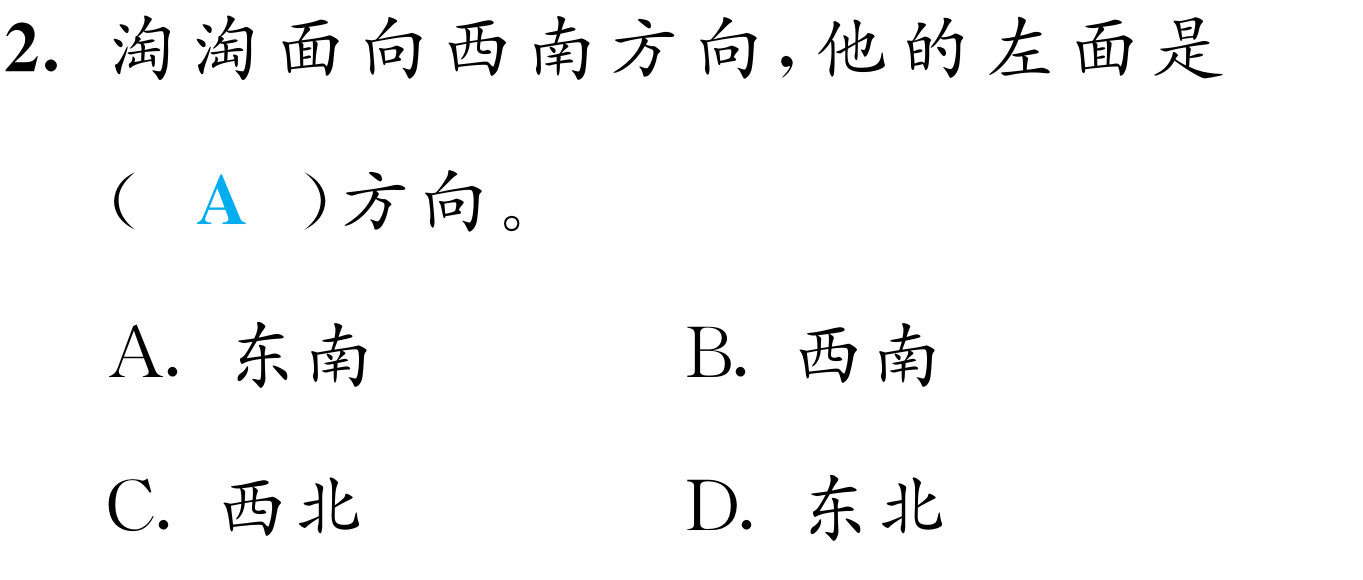 2. 淘淘面向西南方向,他的左面是
( A )方向。
A. 东南 B. 西南
C. 西北 D. 东北